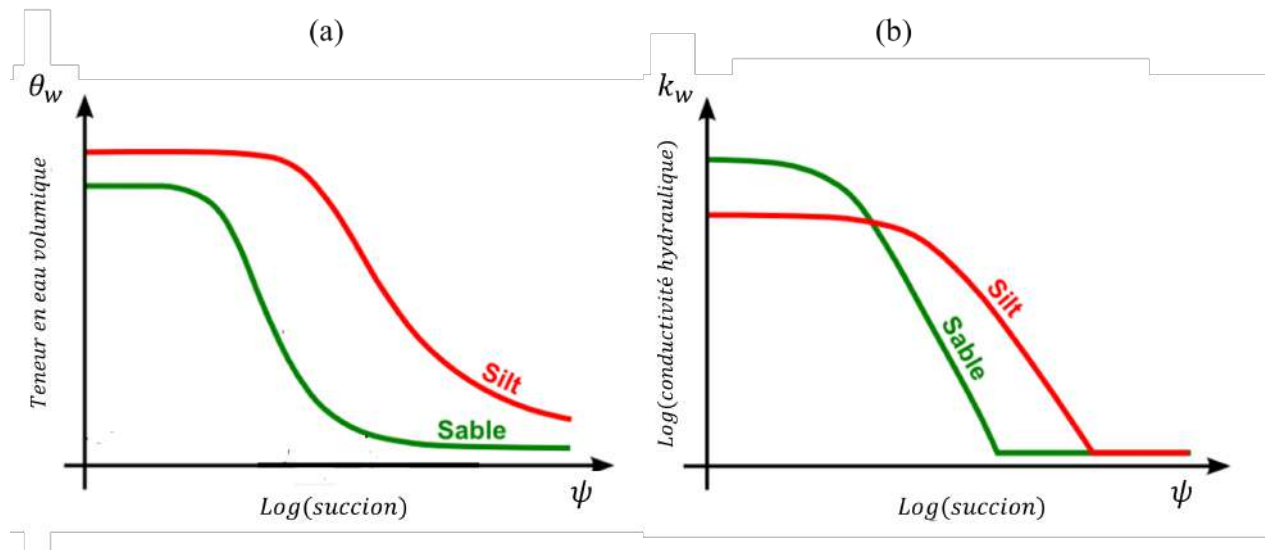 (a)
θw
Teneur en eau volumique
Silt
Sable
ψ
Log(succion)
(b)
kw
Log(conductivité hydraulique)
Silt
Sable
ψ
Log(succion)